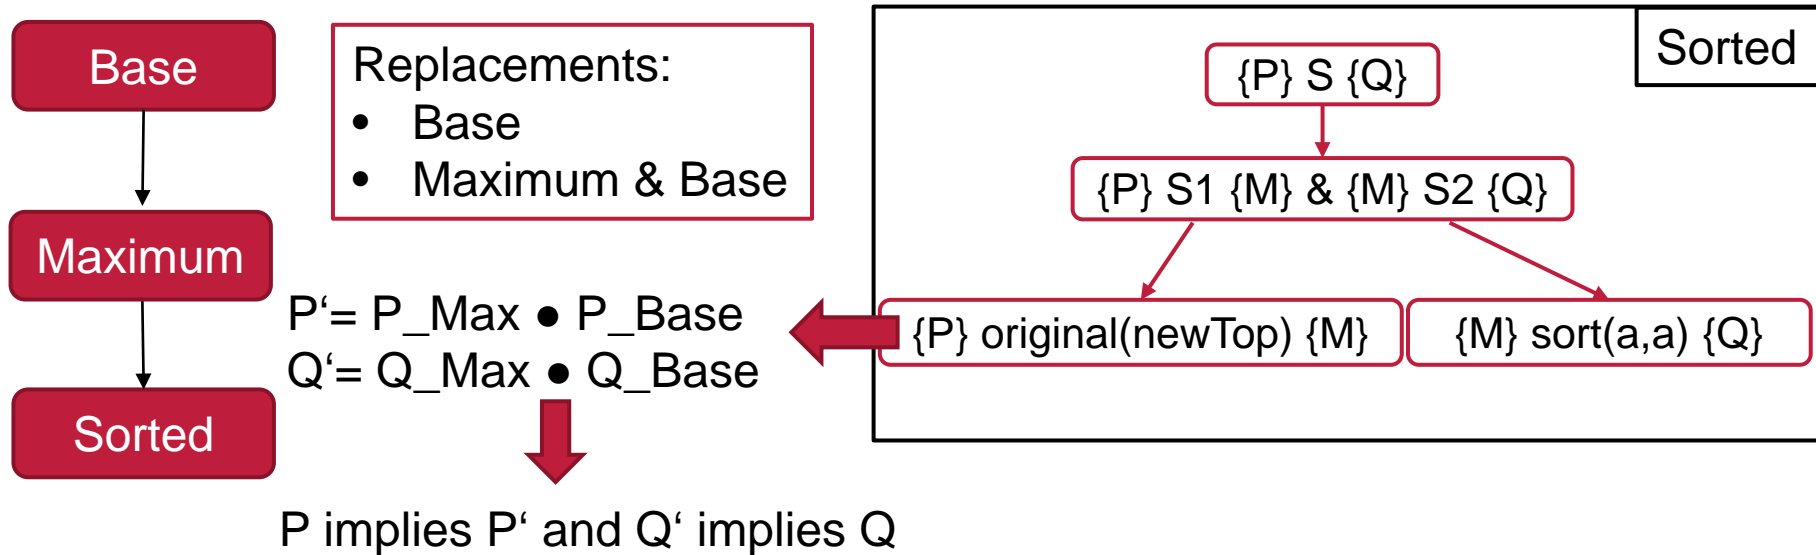 Base
Maximum
Sorted
Replacements:
• Base
• Maximum & Base
P‘= P_Max ● P_Base
Q‘= Q_Max ● Q_Base
P implies P‘ and Q‘ implies Q
Sorted
{P} S {Q}
{P} S1 {M} & {M} S2 {Q}
{P} original(newTop) {M}
{M} sort(a,a) {Q}